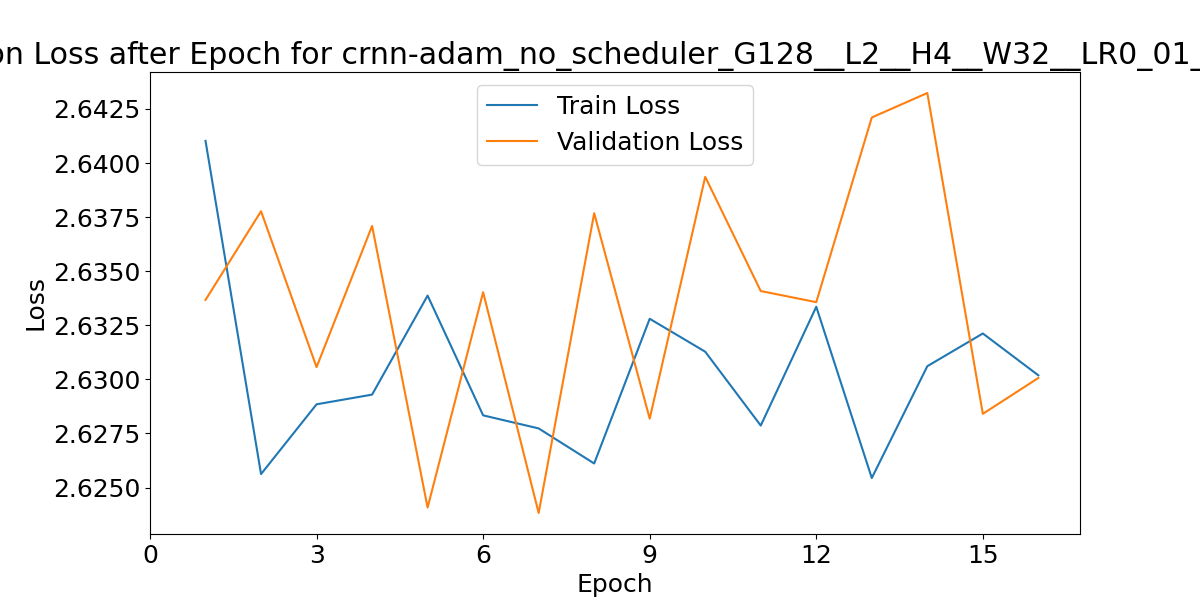 on Loss after Epoch for crnn-adam_no_scheduler_G128__L2__H4__W32__LR0_01_
Train Loss
Validation Loss
2.6425
2.6400
2.6375
2.6350
2.6325
2.6300
2.6275
2.6250
Loss
0 3 6 9 12 15
Epoch